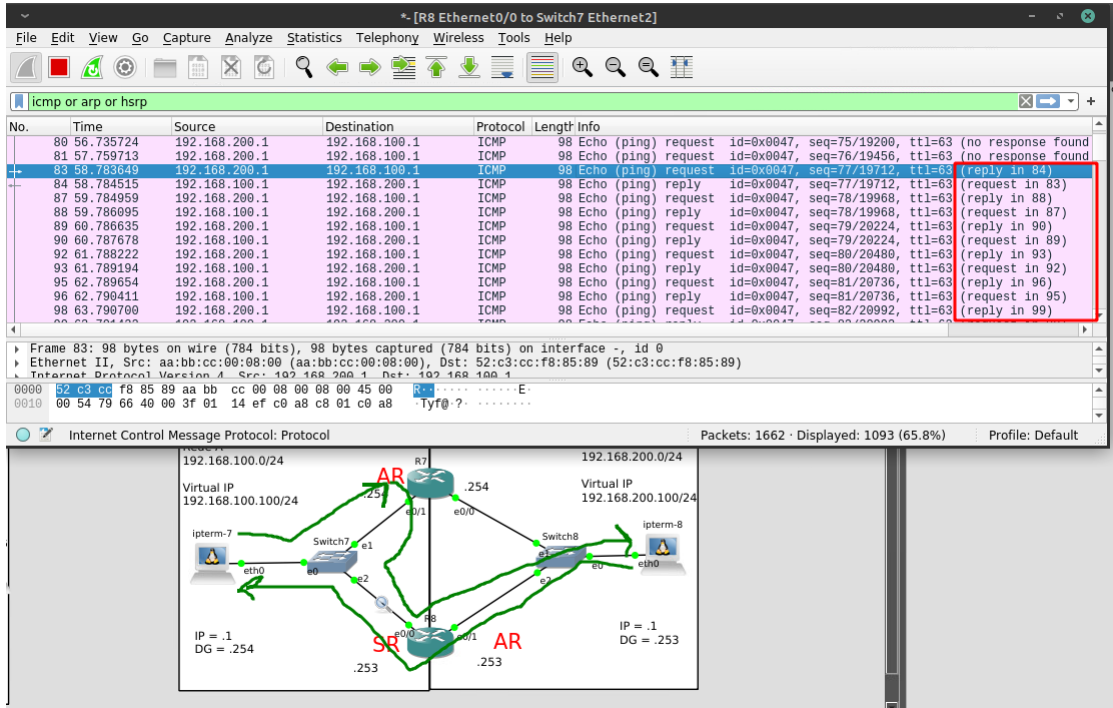 *- [R8 Ethernet0/0 to Switch7 Ethernet2]
File Edit View Go Capture Analyze Statistics Telephony Wireless Tools Help
icmp or arp or hsrp
No. Time Source Destination Protocol Length Info
80 56.735724 192.168.200.1 192.168.100.1 ICMP 98 Echo (ping) request id=0x0047, seq=75/19200, ttl=63 (no response found
81 57.759713 192.168.200.1 192.168.100.1 ICMP 98 Echo (ping) request id=0x0047, seq=76/19456, ttl=63 (no response found
83 58.783649 192.168.200.1 192.168.100.1 ICMP 98 Echo (ping) request id=0x0047, seq=77/19712, ttl=63 (reply in 84)
84 58.784515 192.168.100.1 192.168.200.1 ICMP 98 Echo (ping) reply id=0x0047, seq=77/19712, ttl=63 (request in 83)
87 59.784959 192.168.200.1 192.168.100.1 ICMP 98 Echo (ping) request id=0x0047, seq=78/19968, ttl=63 (reply in 88)
88 59.786095 192.168.100.1 192.168.200.1 ICMP 98 Echo (ping) reply id=0x0047, seq=78/19968, ttl=63 (request in 87)
89 60.786635 192.168.200.1 192.168.100.1 ICMP 98 Echo (ping) request id=0x0047, seq=79/20224, ttl=63 (reply in 90)
90 60.787678 192.168.100.1 192.168.200.1 ICMP 98 Echo (ping) reply id=0x0047, seq=79/20224, ttl=63 (request in 89)
92 61.788222 192.168.200.1 192.168.100.1 ICMP 98 Echo (ping) request id=0x0047, seq=80/20480, ttl=63 (reply in 93)
93 61.789194 192.168.100.1 192.168.200.1 ICMP 98 Echo (ping) reply id=0x0047, seq=80/20480, ttl=63 (request in 92)
95 62.789654 192.168.200.1 192.168.100.1 ICMP 98 Echo (ping) request id=0x0047, seq=81/20736, ttl=63 (reply in 96)
96 62.790411 192.168.100.1 192.168.200.1 ICMP 98 Echo (ping) reply id=0x0047, seq=81/20736, ttl=63 (request in 95)
98 63.790700 192.168.200.1 192.168.100.1 ICMP 98 Echo (ping) request id=0x0047, seq=82/20992, ttl=63 (reply in 99)
Frame 83: 98 bytes on wire (784 bits), 98 bytes captured (784 bits) on interface -, id 0
Ethernet II, Src: aa:bb:cc:00:08:00 (aa:bb:cc:00:08:00), Dst: 52:c3:cc:f8:85:89 (52:c3:cc:f8:85:89)
Internet Protocol Version 4, Src: 192.168.200.1, Dst: 192.168.100.1
0000 52 c3 cc f8 85 89 aa bb cc 00 08 00 08 00 45 00 R·· ····· ······E·
0010 00 54 79 66 40 00 3f 01 14 ef c0 a8 c8 01 c0 a8 ·Tyf@·?· ········
Internet Control Message Protocol: Protocol
Packets: 1662 · Displayed: 1093 (65.8%)
Profile: Default
192.168.100.0/24
R7
192.168.200.0/24
Virtual IP
192.168.100.100/24
AR
.254
.254
Virtual IP
192.168.200.100/24
e0/1
e0/0
ipterm-7
Switch7
e1
Switch8
e1
ipterm-8
eth0
e0
e2
e2
e0
eth0
IP = .1
DG = .254
e0/0
R8
e0/1
SR
AR
IP = .1
DG = .253
.253
.253